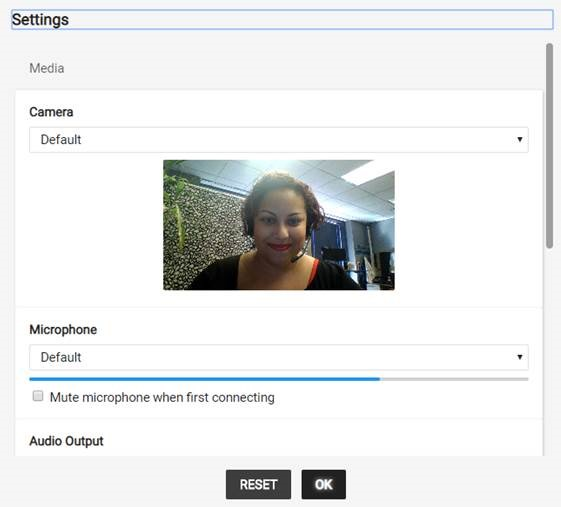 Settings
Media
Camera
Default
Microphone
Default
Mute microphone when first connecting
Audio Output
RESET
OK